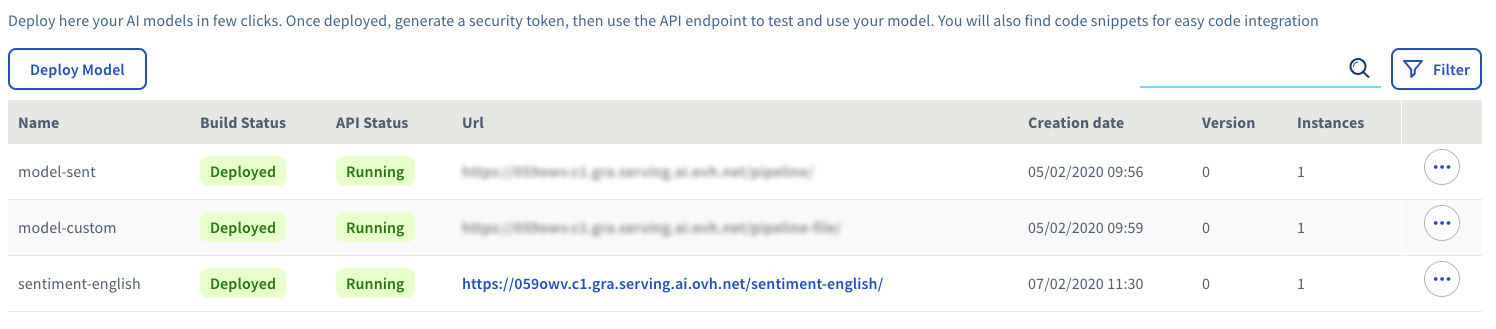 Deploy here your AI models in few clicks. Once deployed, generate a security token, then use the API endpoint to test and use your model. You will also find code snippets for easy code integration
Deploy Model
Filter
Name Build Status API Status Url Creation date Version Instances
model-sent Deployed Running 05/02/2020 09:56 0 1
model-custom Deployed Running 05/02/2020 09:59 0 1
sentiment-english Deployed Running https://059owv.c1.gra.serving.ai.ovh.net/sentiment-english/ 07/02/2020 11:30 0 1